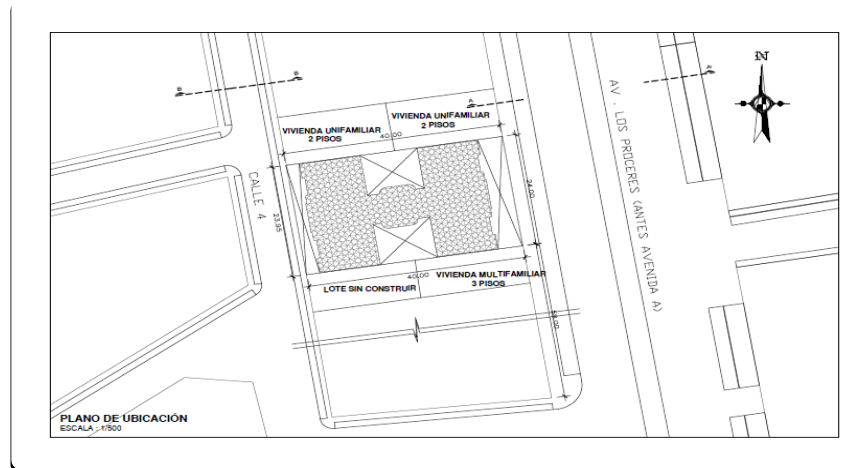 N
B
B
A
A
VIVIENDA UNIFAMILIAR
2 PISOS
VIVIENDA UNIFAMILIAR
2 PISOS
40.00
CALLE 4
23.95
24.00
AV . LOS PROCERES (ANTES AVENIDA A)
40.00
LOTE SIN CONSTRUIR
VIVIENDA MULTIFAMILIAR
3 PISOS
PLANO DE UBICACIÓN
ESCALA : 1/500